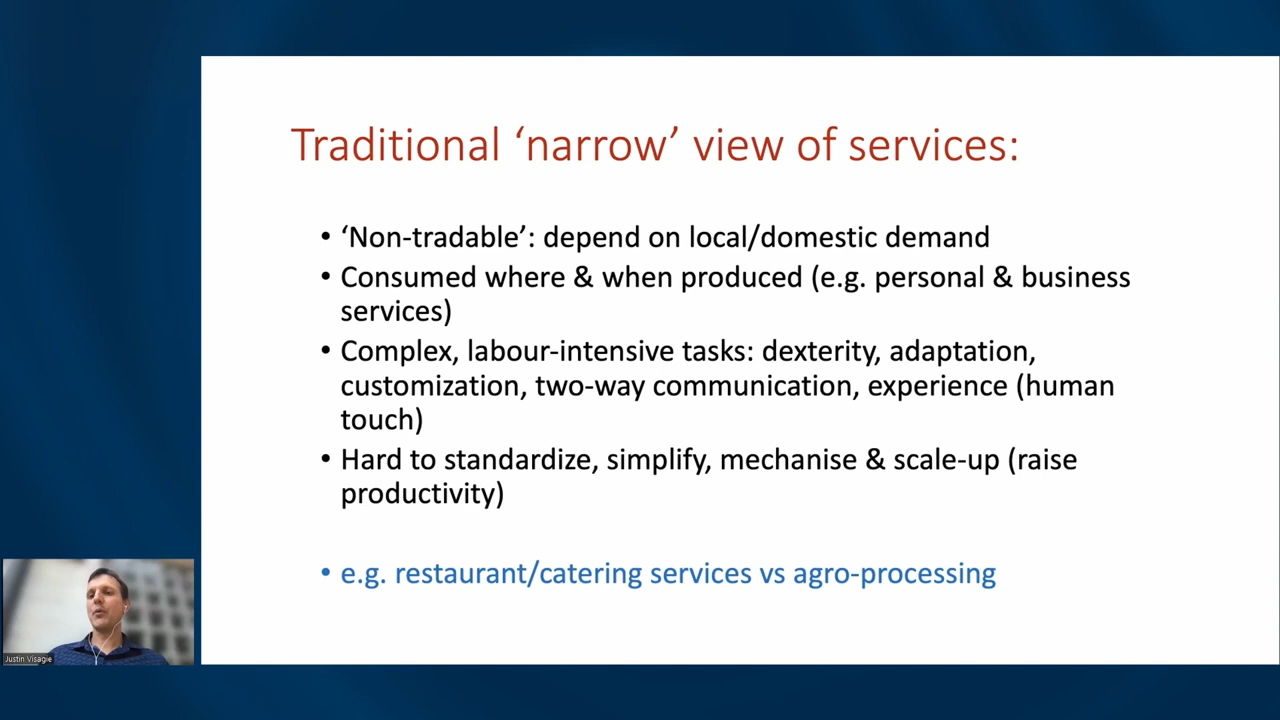 Traditional ‘narrow’ view of services:
• ‘Non-tradable’: depend on local/domestic demand
• Consumed where & when produced (e.g. personal & business
services)
• Complex, labour-intensive tasks: dexterity, adaptation,
customization, two-way communication, experience (human
touch)
• Hard to standardize, simplify, mechanise & scale-up (raise
productivity)
• e.g. restaurant/catering services vs agro-processing
Justin Visagie